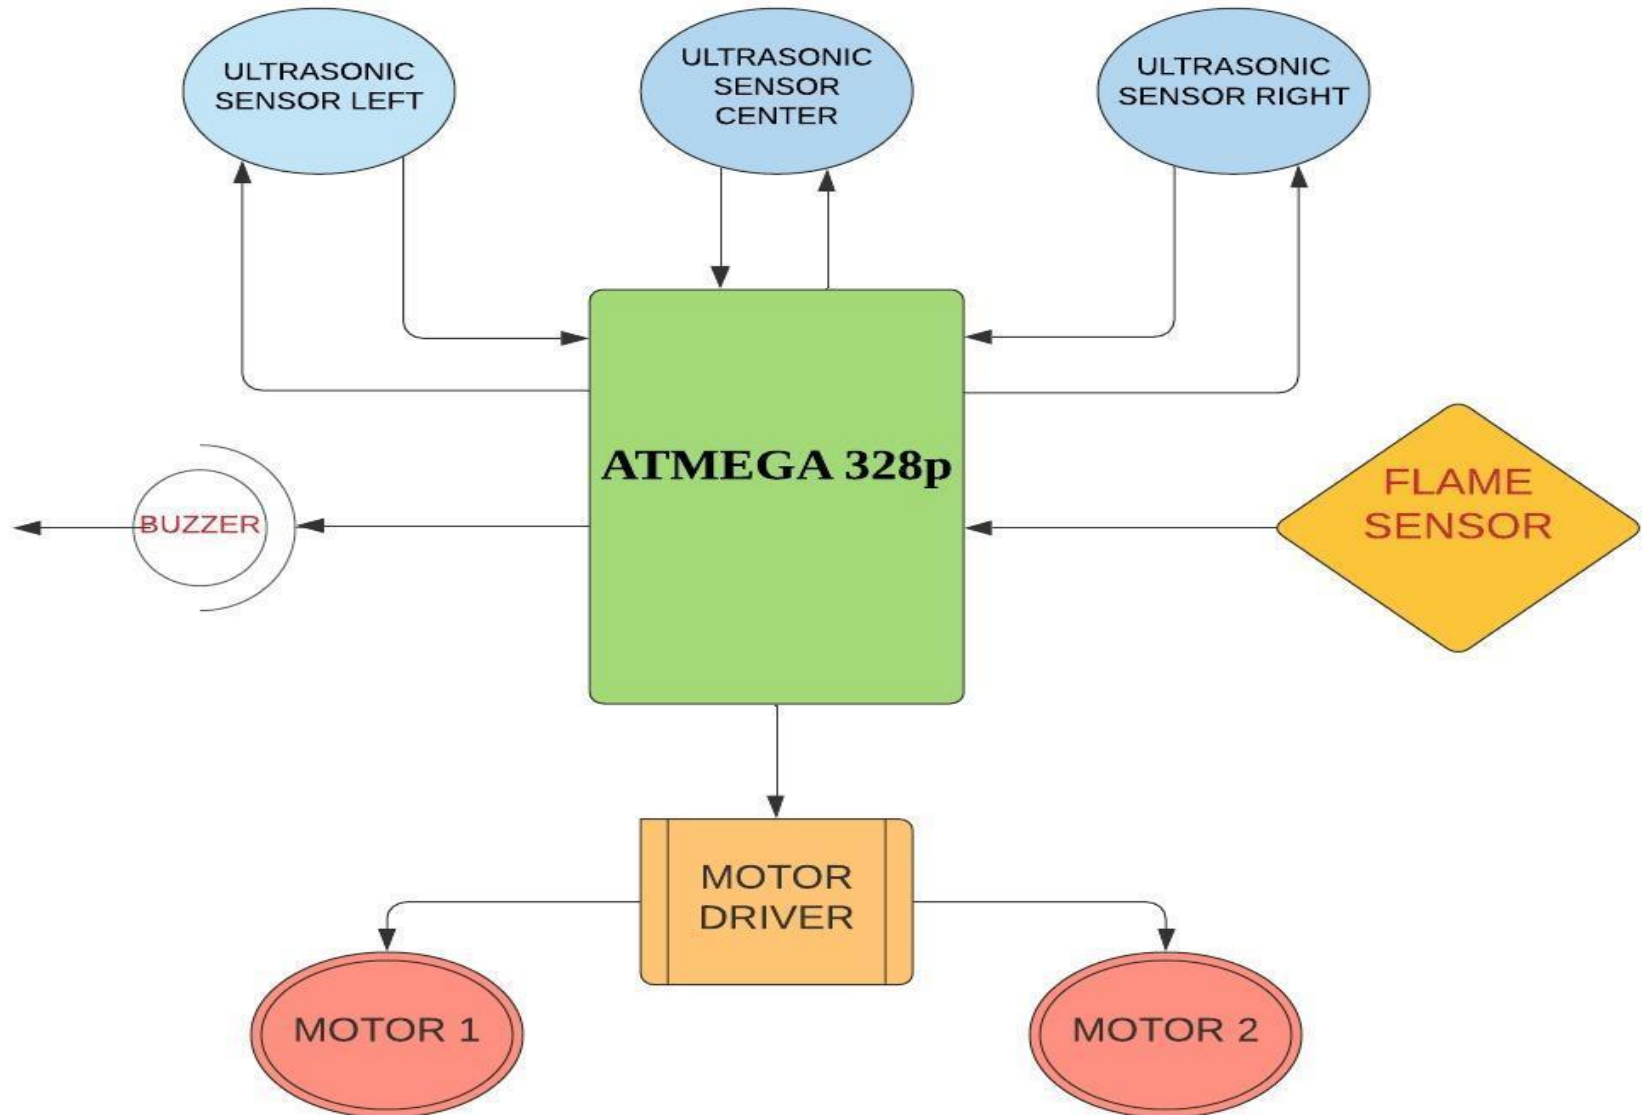 ULTRASONIC
SENSOR LEFT
ULTRASONIC
SENSOR
CENTER
ULTRASONIC
SENSOR RIGHT
ATMEGA 328p
BUZZER
FLAME
SENSOR
MOTOR
DRIVER
MOTOR 1
MOTOR 2